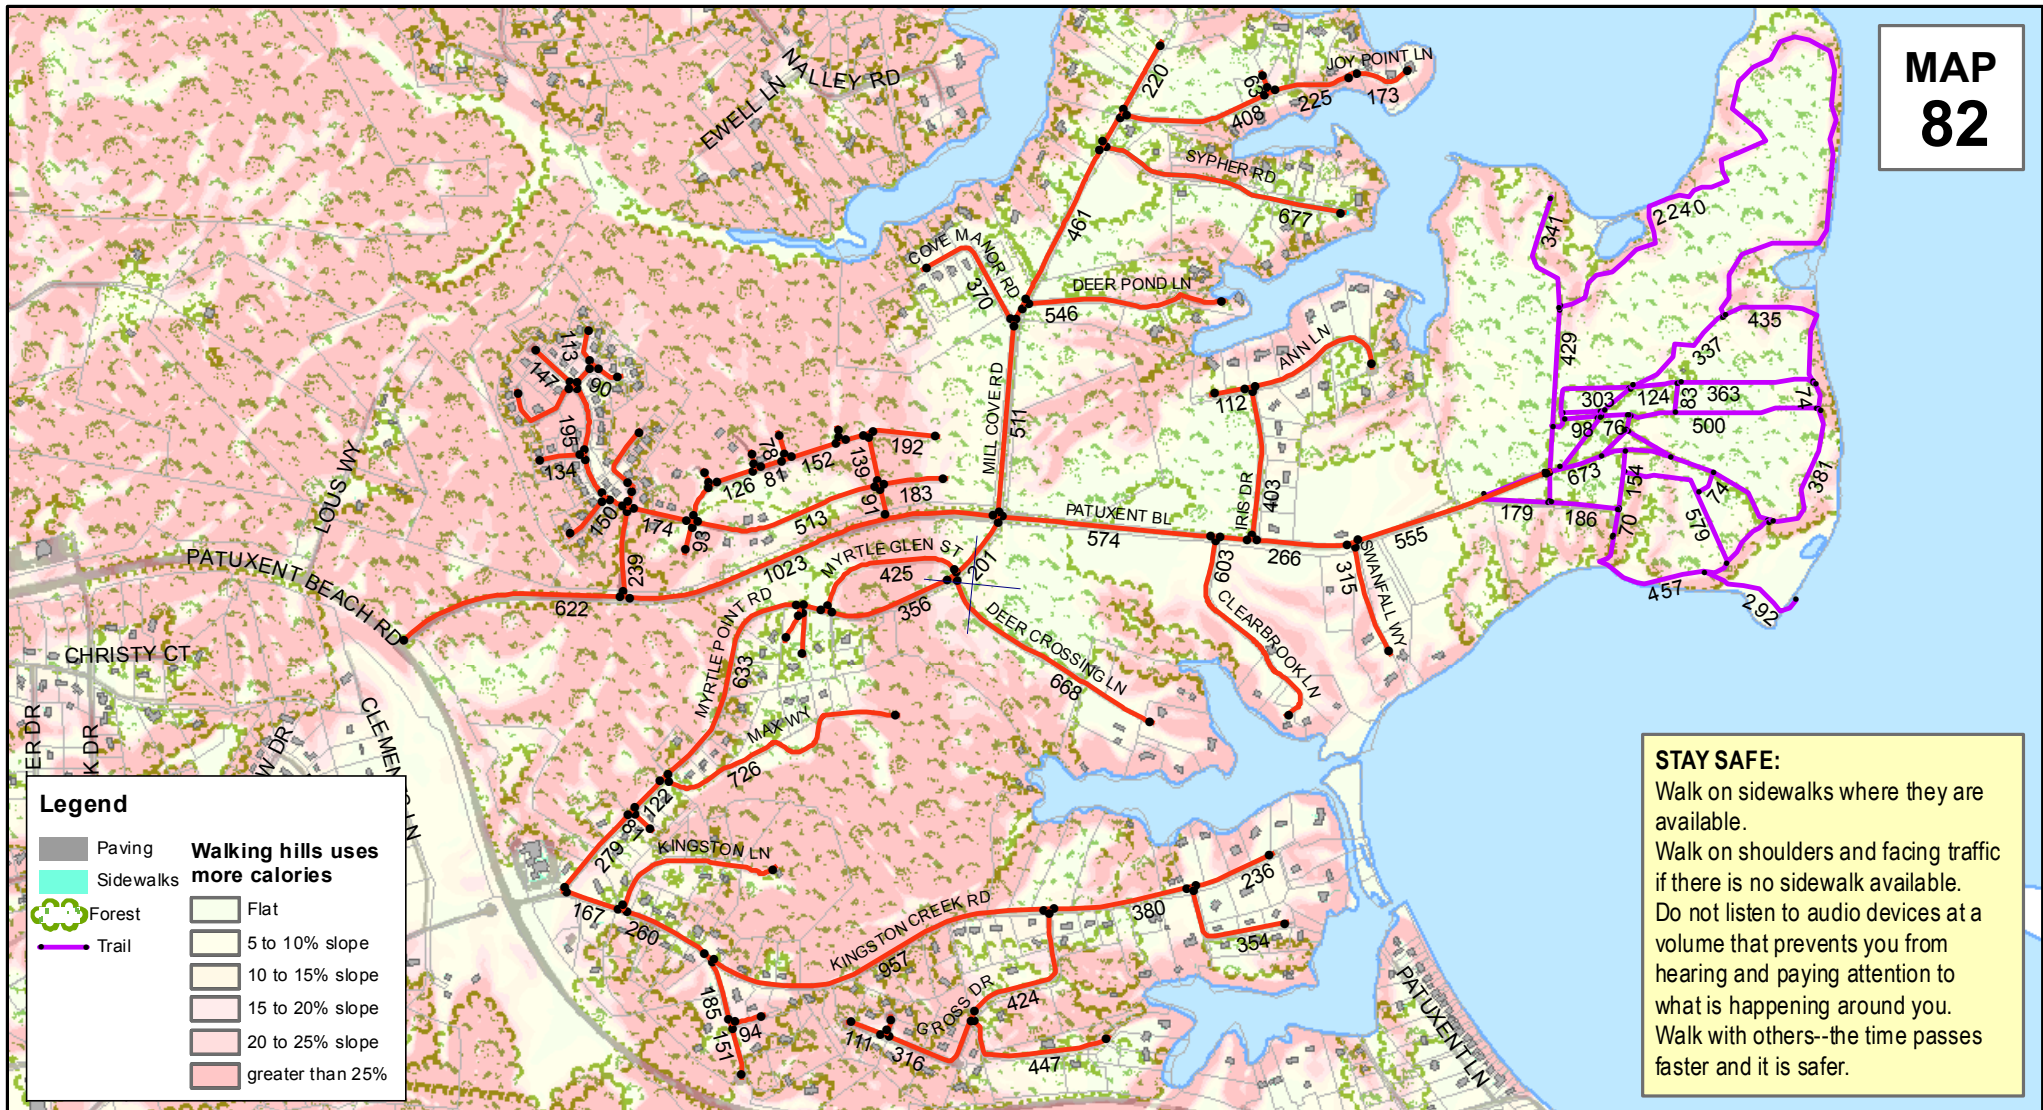 MAP
82
NALLEY RD
EWELL LN
220
63
JOY POINT LN
225
173
408
SYPHER RD
677
461
COVE MANOR RD
370
DEER POND LN
546
341
2240
435
429
337
ANN LN
112
303
124
83
363
74
98
76
500
673
154
74
381
179
186
70
579
457
292
113
147
90
195
134
150
174
93
126
78
81
152
139
192
183
91
513
239
MILL COVE RD
511
PATUXENT BL
574
IRIS DR
403
266
555
315
SWANFALL WY
603
CLEARBROOK LN
LOUIS WY
PATUXENT BEACH RD
622
1023
MYRTLE GLEN ST
425
201
356
DEER CROSSING LN
668
MYRTLE POINT RD
633
MAX WY
726
122
87
279
KINGSTON LN
167
260
KINGSTON CREEK RD
957
380
236
354
185
94
151
GROSS DR
424
111
316
447
PATUXENT LN
CHRISTY CT
ER DR
K DR
W DR
Legend
Paving
Sidewalks
Forest
Trail
Walking hills uses
more calories
Flat
5 to 10% slope
10 to 15% slope
15 to 20% slope
20 to 25% slope
greater than 25%
STAY SAFE:
Walk on sidewalks where they are
available.
Walk on shoulders and facing traffic
if there is no sidewalk available.
Do not listen to audio devices at a
volume that prevents you from
hearing and paying attention to
what is happening around you.
Walk with others--the time passes
faster and it is safer.